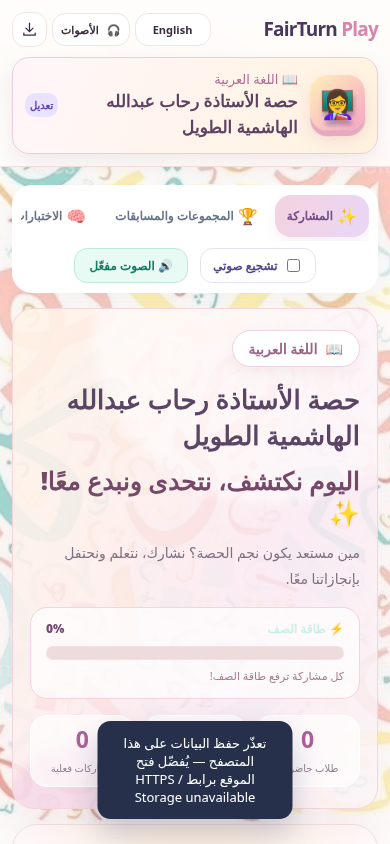 FairTurn Play
English
🎧 الأصوات
📖 اللغة العربية
حصة الأستاذة رحاب عبدالله
الهاشمية الطويل
تعديل
✨ المشاركة
🏆 المجموعات والمسابقات
🧠 الاختبارات
تشجيع صوتي
🔊 الصوت مفعّل
📖 اللغة العربية
حصة الأستاذة رحاب عبدالله
الهاشمية الطويل
اليوم نكتشف، نتحدى ونبدع معًا!
✨
مين مستعد يكون نجم الحصة؟ نشارك، نتعلم ونحتفل
بإنجازاتنا معًا.
⚡ طاقة الصف
0%
كل مشاركة ترفع طاقة الصف!
0
طلاب
0
فعلية
تعذّر حفظ البيانات على هذا
المتصفح — يُفضّل فتح
الموقع برابط HTTPS /
Storage unavailable